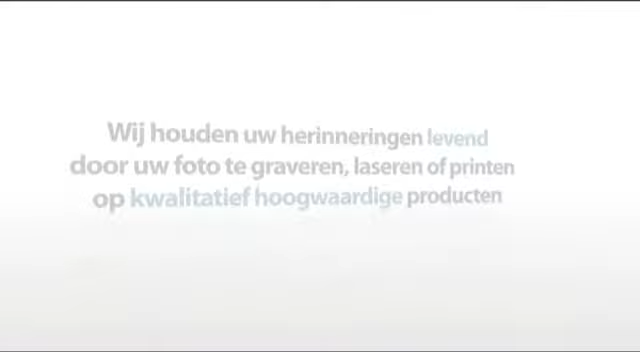 Wij houden uw herinneringen levend
door uw foto te graveren, laseren of printen
op kwalitatief hoogwaardige producten